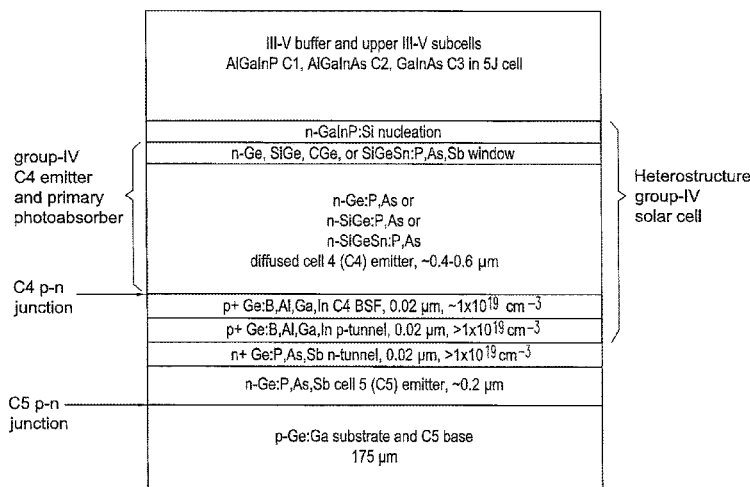 III-V buffer and upper III-V subcells
AlGaInP C1, AlGaInAs C2, GaInAs C3 in 5J cell
n-GaInP:Si nucleation
n-Ge, SiGe, CGe, or SiGeSn:P,As,Sb window
group-IV
C4 emitter
and primary
photoabsorber
n-Ge:P,As or
n-SiGe:P,As or
n-SiGeSn:P,As
diffused cell 4 (C4) emitter, ~0.4-0.6 µm
Heterostructure
group-IV
solar cell
C4 p-n
junction
p+ Ge:B,Al,Ga,In C4 BSF, 0.02 µm, ~1x10¹⁹ cm⁻³
p+ Ge:B,Al,Ga,In p-tunnel, 0.02 µm, >1x10¹⁹cm⁻³
n+ Ge:P,As,Sb n-tunnel, 0.02 µm, >1x10¹⁹cm⁻³
n-Ge:P,As,Sb cell 5 (C5) emitter, ~0.2 µm
C5 p-n
junction
p-Ge:Ga substrate and C5 base
175 µm